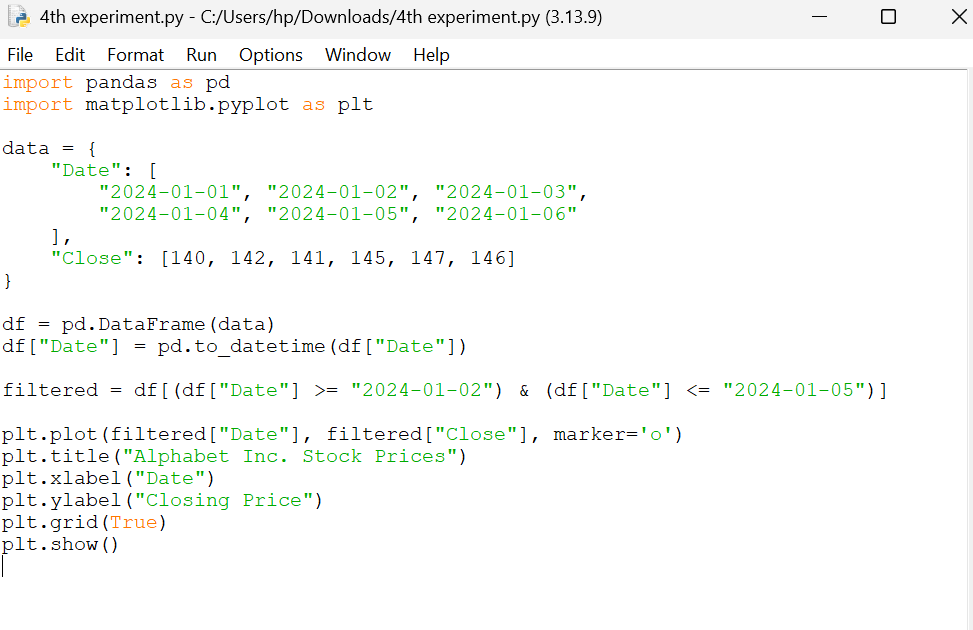 4th experiment.py - C:/Users/hp/Downloads/4th experiment.py (3.13.9)
File Edit Format Run Options Window Help
import pandas as pd
import matplotlib.pyplot as plt

data = {
    "Date": [
        "2024-01-01", "2024-01-02", "2024-01-03",
        "2024-01-04", "2024-01-05", "2024-01-06"
    ],
    "Close": [140, 142, 141, 145, 147, 146]
}

df = pd.DataFrame(data)
df["Date"] = pd.to_datetime(df["Date"])

filtered = df[(df["Date"] >= "2024-01-02") & (df["Date"] <= "2024-01-05")]

plt.plot(filtered["Date"], filtered["Close"], marker='o')
plt.title("Alphabet Inc. Stock Prices")
plt.xlabel("Date")
plt.ylabel("Closing Price")
plt.grid(True)
plt.show()